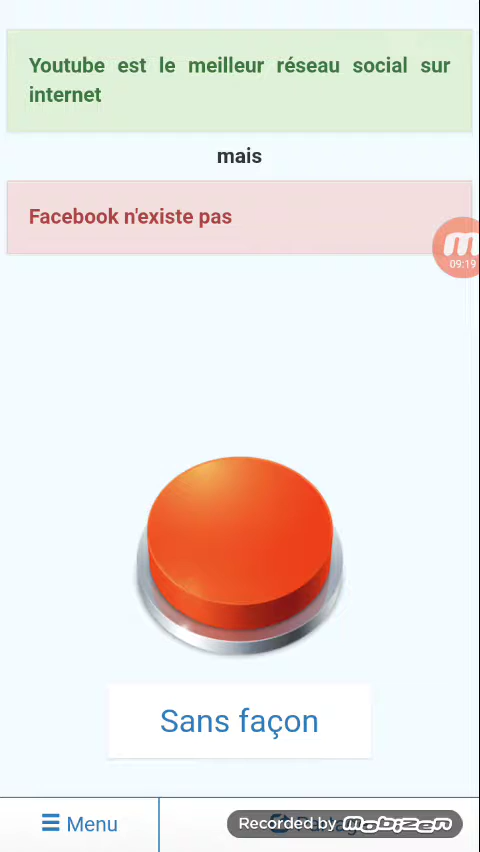 Youtube est le meilleur réseau social sur
internet
mais
Facebook n'existe pas
09:19
Sans façon
Menu
Recorded by mobizen